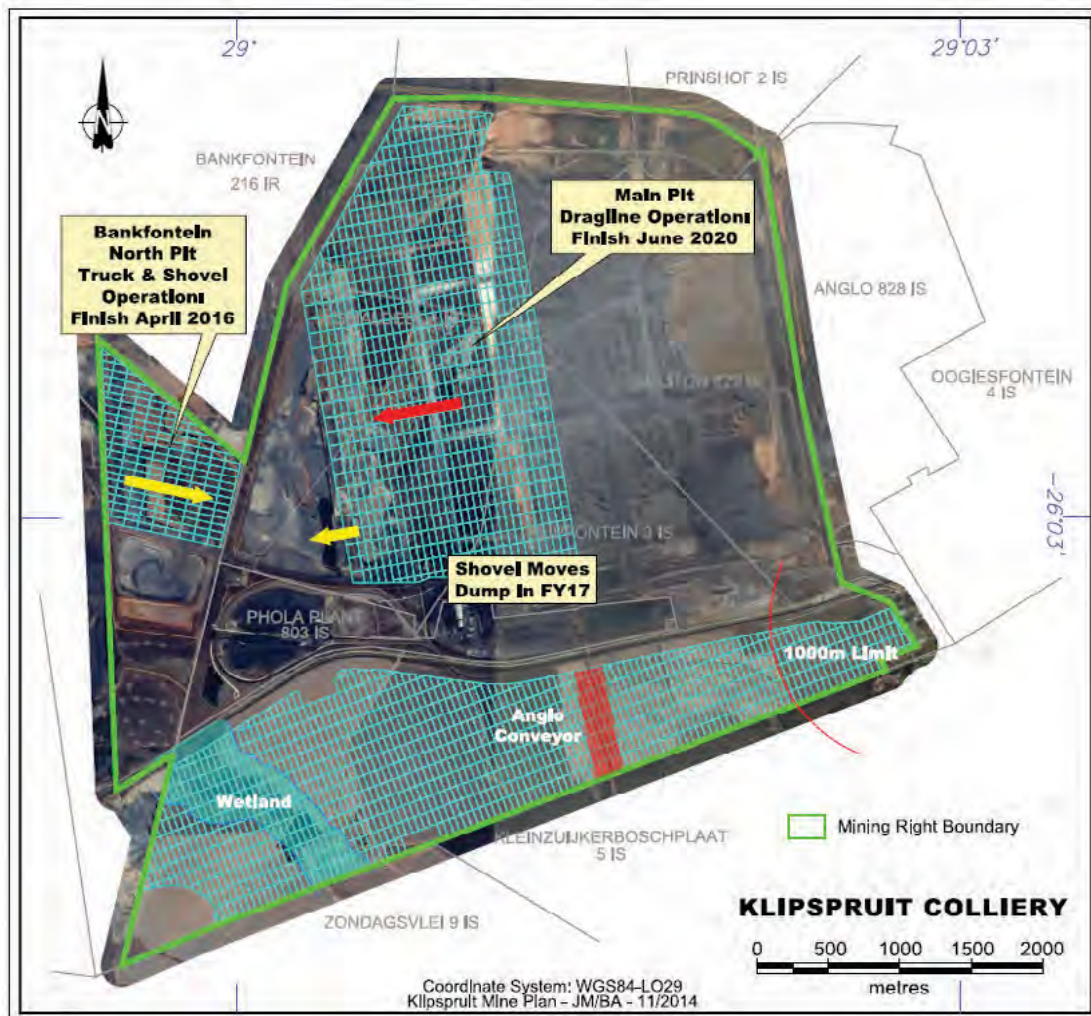 29°
29°03'
N
PRINSHOF 2 IS
BANKFONTEIN
216 IR
Main Pit
Dragline Operation:
Finish June 2020
Bankfontein
North Pit
Truck & Shovel
Operation:
Finish April 2016
ANGLO 828 IS
OOGIESFONTEIN
4 IS
-26°03'
Shovel Moves
Dump In FY17
PHOLA PLANT
803 IS
1000m Limit
Anglo
Conveyor
Wetland
KLEINZUIJKERBOSCHPLAAT
5 IS
Mining Right Boundary
ZONDAGSVLEI 9 IS
KLIPSPRUIT COLLIERY
0 500 1000 1500 2000
metres
Coordinate System: WGS84-LO29
Klipspruit Mine Plan - JM/BA - 11/2014